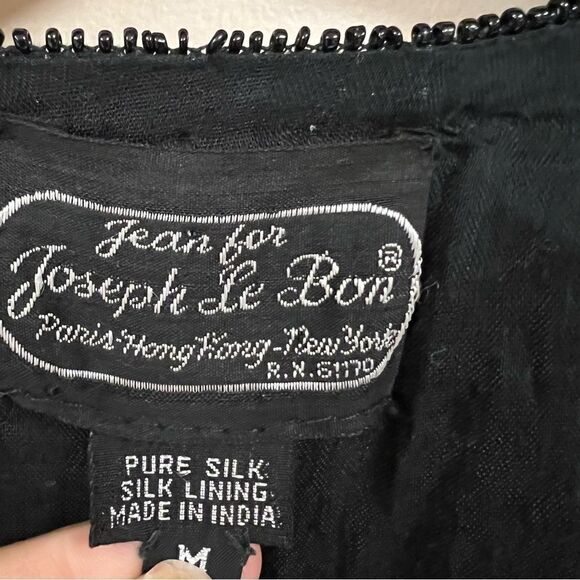 Jean for
Joseph Le Bon®
Paris-Hong Kong-New York
R.N. 61170
PURE SILK
SILK LINING
MADE IN INDIA
M